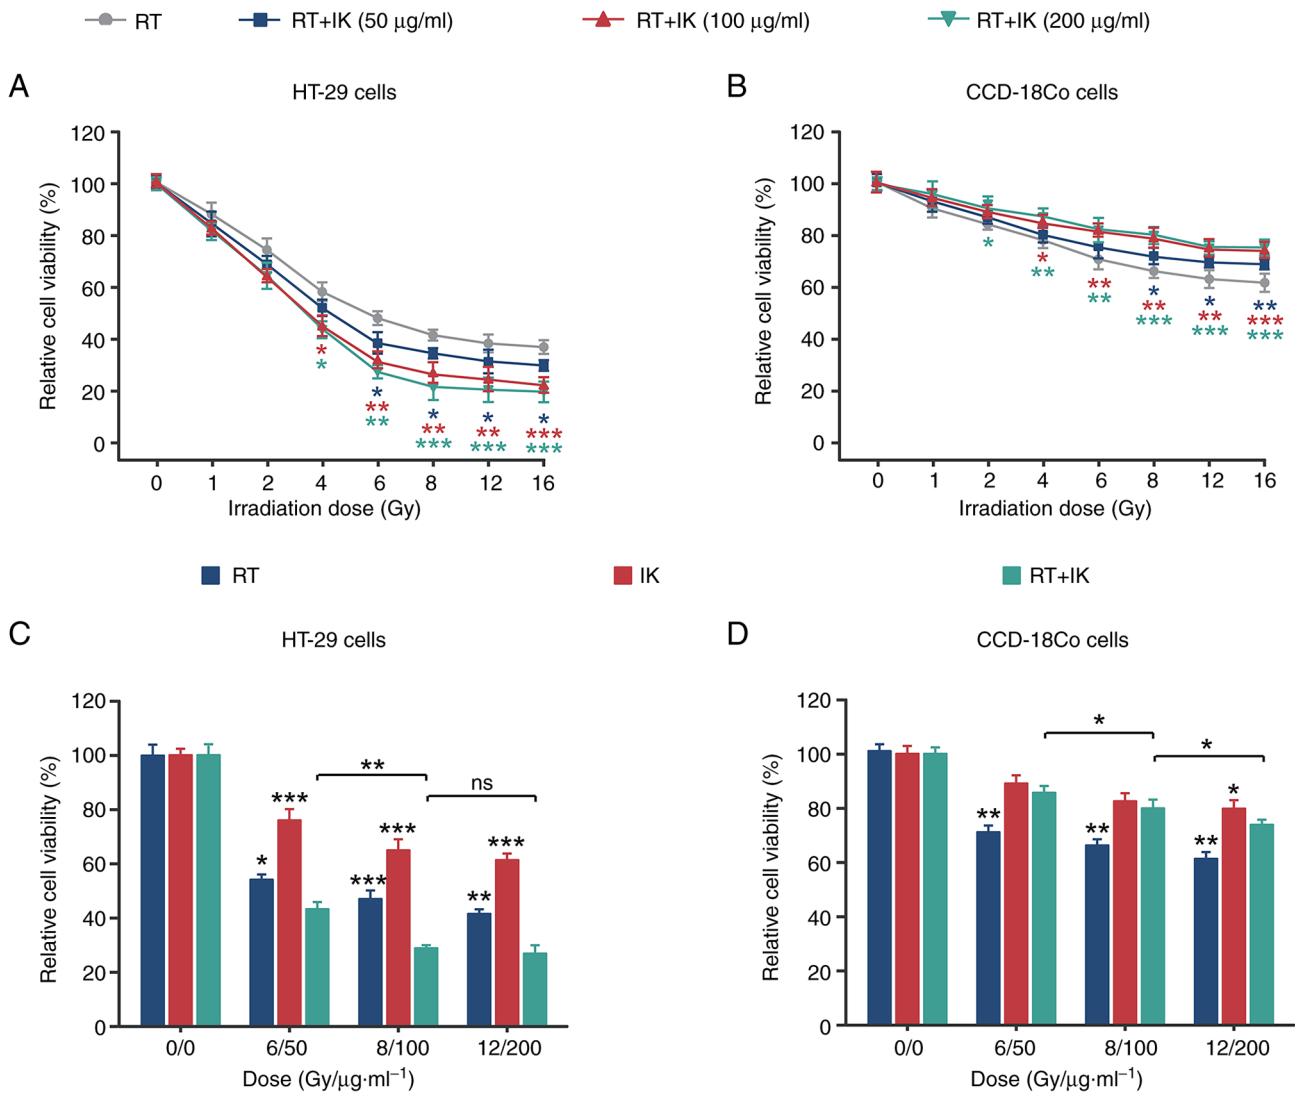 RT RT+IK (50 μg/ml) RT+IK (100 μg/ml) RT+IK (200 μg/ml)
A
HT-29 cells
120
100
80
60
40
20
0
Relative cell viability (%)
*
*
*
**
**
*
**
***
*
**
***
*
***
***
0 1 2 4 6 8 12 16
Irradiation dose (Gy)
B
CCD-18Co cells
120
100
80
60
40
20
0
Relative cell viability (%)
*
*
**
**
**
*
**
***
*
**
***
**
***
***
0 1 2 4 6 8 12 16
Irradiation dose (Gy)
RT IK RT+IK
C
HT-29 cells
120
100
80
60
40
20
0
Relative cell viability (%)
** ns
* *** *** *** ** ***
0/0 6/50 8/100 12/200
Dose (Gy/μg·ml⁻¹)
D
CCD-18Co cells
120
100
80
60
40
20
0
Relative cell viability (%)
* *
** ** ** *
0/0 6/50 8/100 12/200
Dose (Gy/μg·ml⁻¹)